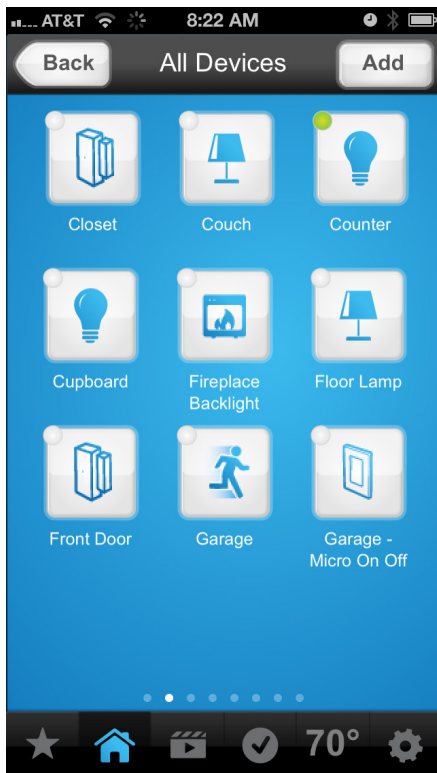 AT&T 8:22 AM
Back All Devices Add
Closet Couch Counter
Cupboard Fireplace Floor Lamp
Backlight
Front Door Garage Garage -
Micro On Off
70°